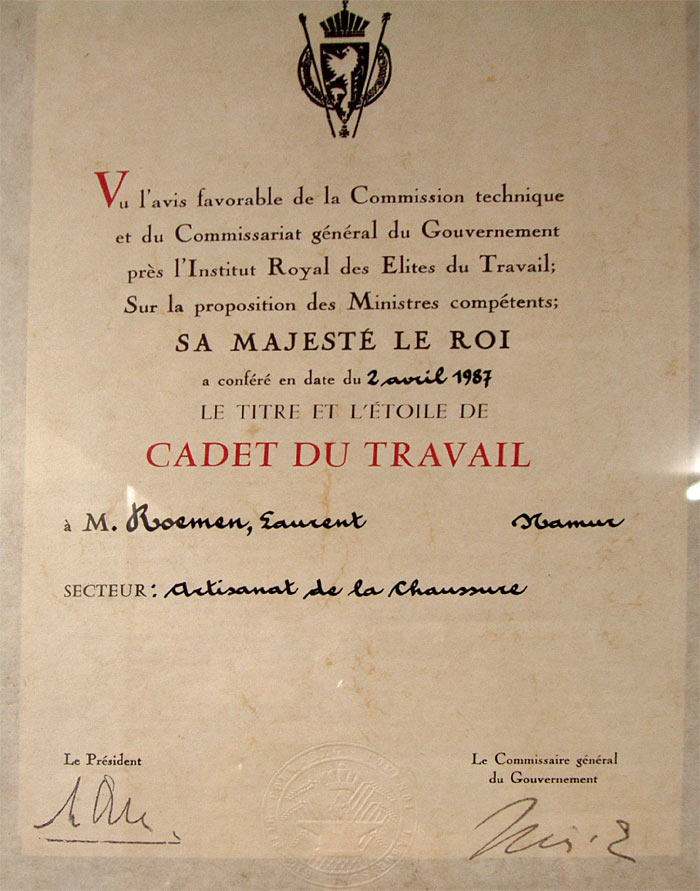 Vu l'avis favorable de la Commission technique
et du Commissariat général du Gouvernement
près l'Institut Royal des Elites du Travail;
Sur la proposition des Ministres compétents;
SA MAJESTÉ LE ROI
a conféré en date du 2 avril 1987
LE TITRE ET L'ÉTOILE DE
CADET DU TRAVAIL
à M. Roemen, Laurent Namur
SECTEUR: Artisanat de la Chaussure
Le Président
Le Commissaire général
du Gouvernement